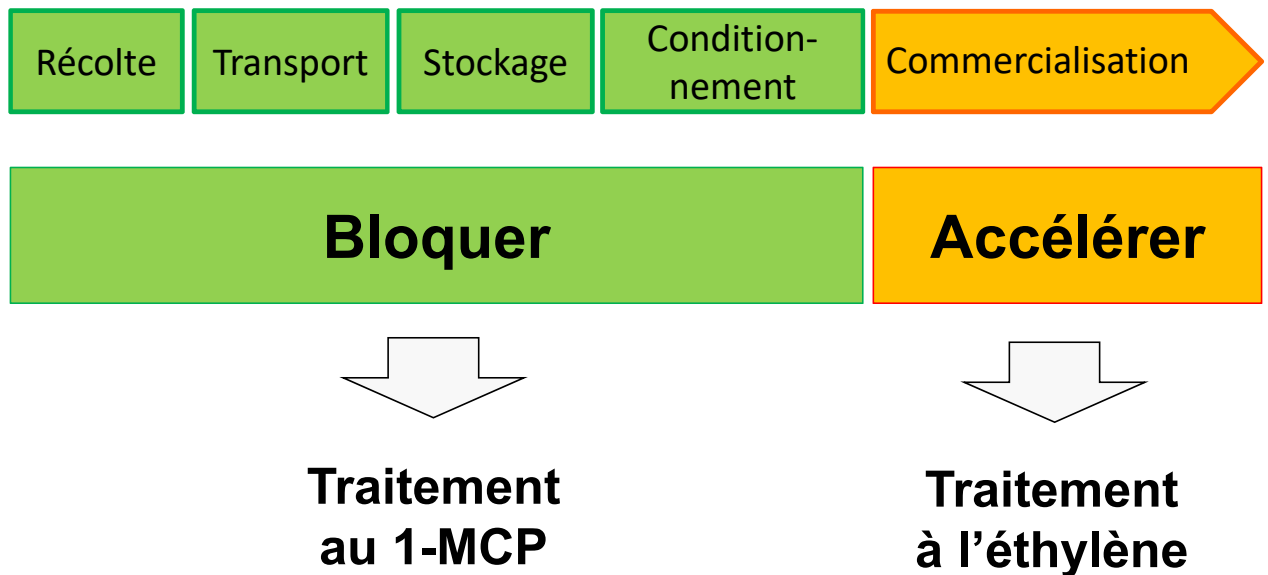 Récolte
Transport
Stockage
Condition-
nement
Commercialisation
Bloquer
Accélérer
Traitement
au 1-MCP
Traitement
à l’éthylène